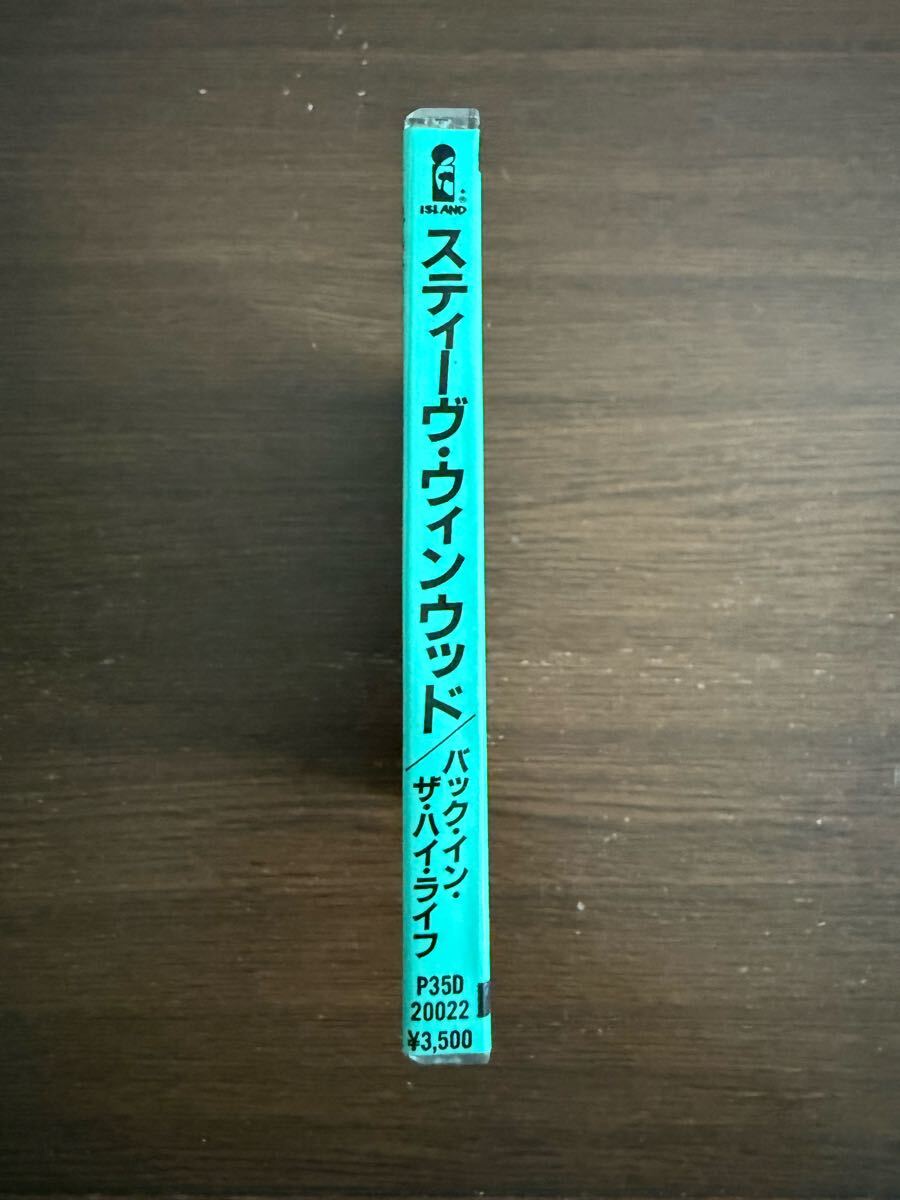 ISLAND
スティーヴ・ウィンウッド/
バック・イン・
ザ・ハイ・ライフ
P35D
20022
¥3,500